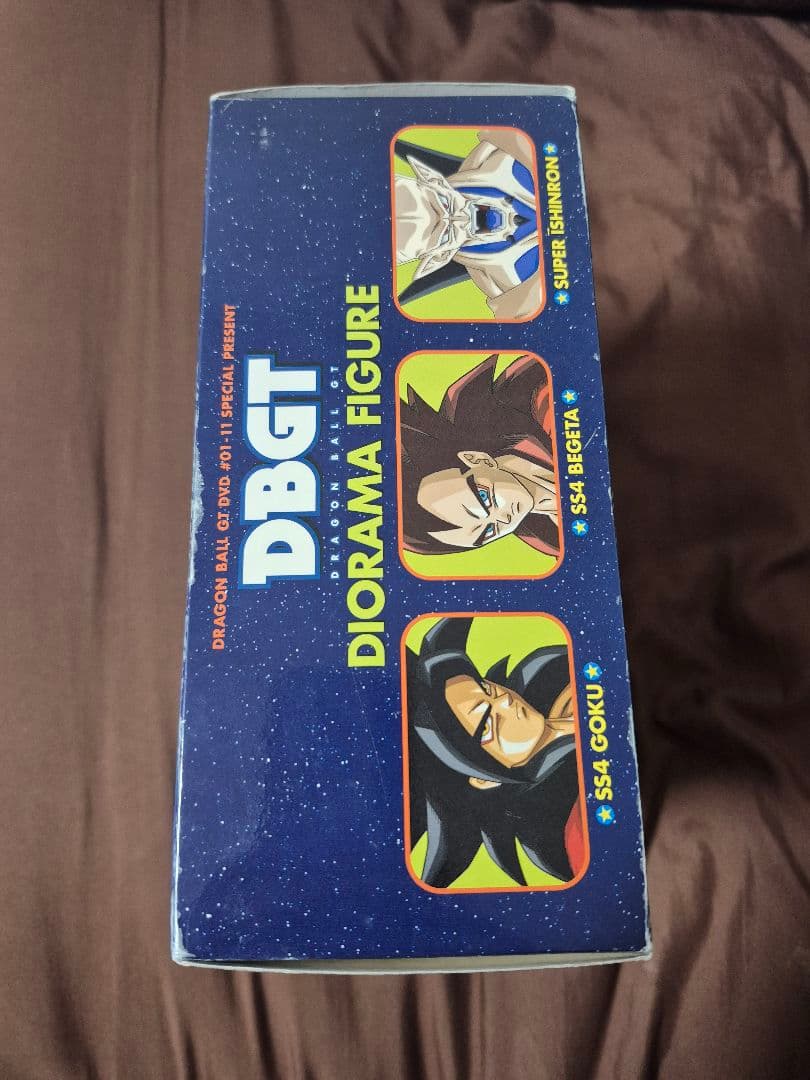 DRAGON BALL GT DVD #01-11 SPECIAL PRESENT
DBGT
DRAGON BALL GT
DIORAMA FIGURE
SS4 GOKU
SS4 BEGETA
SUPER ĪSHINRON